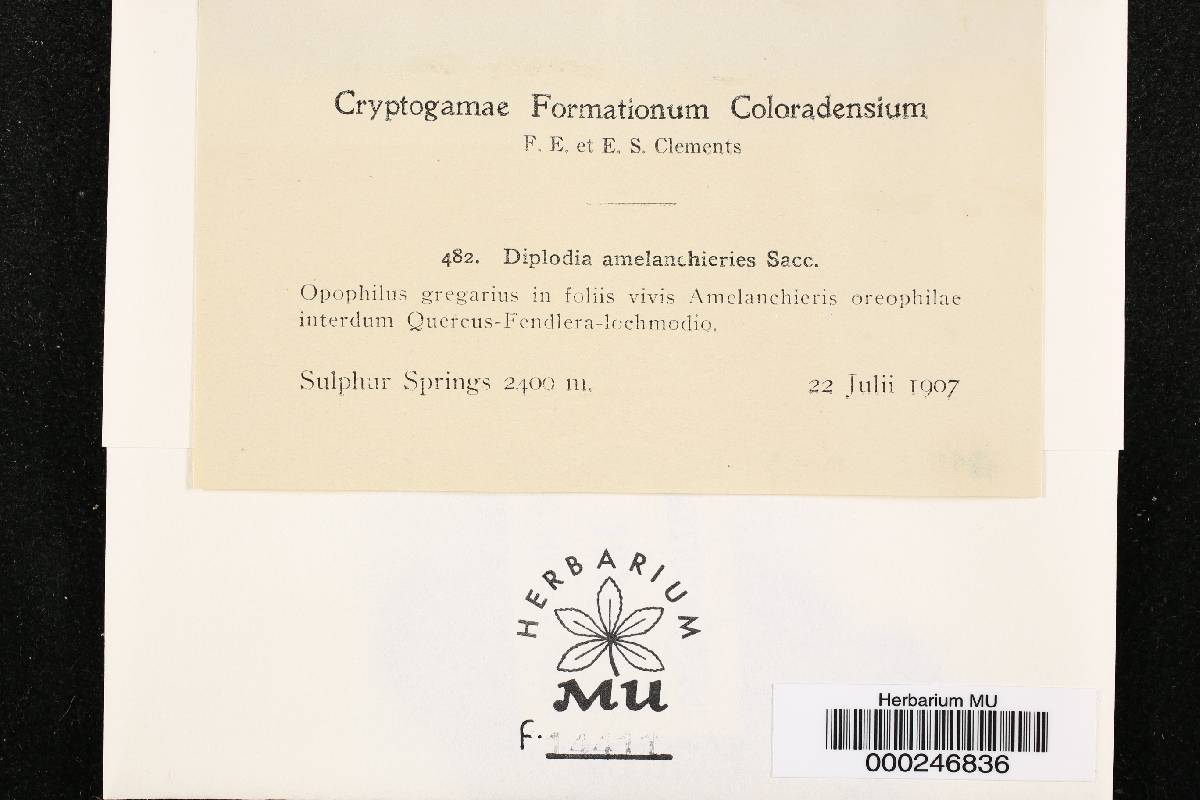 Cryptogamae Formationum Coloradensium
F. E. et E. S. Clements
482. Diplodia amelanchieries Sacc.
Opophilus gregarius in foliis vivis Amelanchieris oreophilae
interdum Quercus-Fendlera-lochmodio.
Sulphur Springs 2400 m.
22 Julii 1907
HERBARIUM
MU
F.
Herbarium MU
000246836